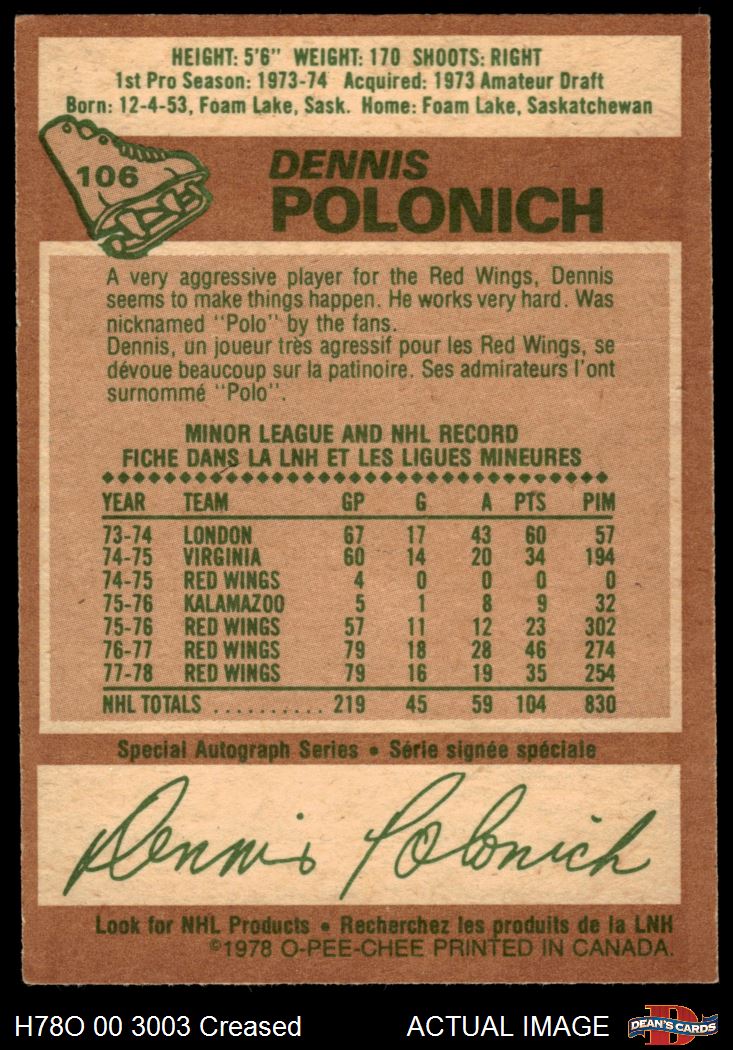 HEIGHT: 5'6" WEIGHT: 170 SHOOTS: RIGHT
1st Pro Season: 1973-74 Acquired: 1973 Amateur Draft
Born: 12-4-53, Foam Lake, Sask. Home: Foam Lake, Saskatchewan
106
DENNIS
POLONICH
A very aggressive player for the Red Wings, Dennis
seems to make things happen. He works very hard. Was
nicknamed "Polo" by the fans.
Dennis, un joueur très agressif pour les Red Wings, se
dévoue beaucoup sur la patinoire. Ses admirateurs l'ont
surnommé "Polo".
MINOR LEAGUE AND NHL RECORD
FICHE DANS LA LNH ET LES LIGUES MINEURES
YEAR TEAM GP G A PTS PIM
73-74 LONDON 67 17 43 60 57
74-75 VIRGINIA 60 14 20 34 194
74-75 RED WINGS 4 0 0 0 0
75-76 KALAMAZOO 5 1 8 9 32
75-76 RED WINGS 57 11 12 23 302
76-77 RED WINGS 79 18 28 46 274
77-78 RED WINGS 79 16 19 35 254
NHL TOTALS .......... 219 45 59 104 830
Special Autograph Series • Série signée spéciale
Dennis Polonich
Look for NHL Products • Recherchez les produits de la LNH
©1978 O-PEE-CHEE PRINTED IN CANADA.
H78O 00 3003 Creased ACTUAL IMAGE D DEAN'S CARDS